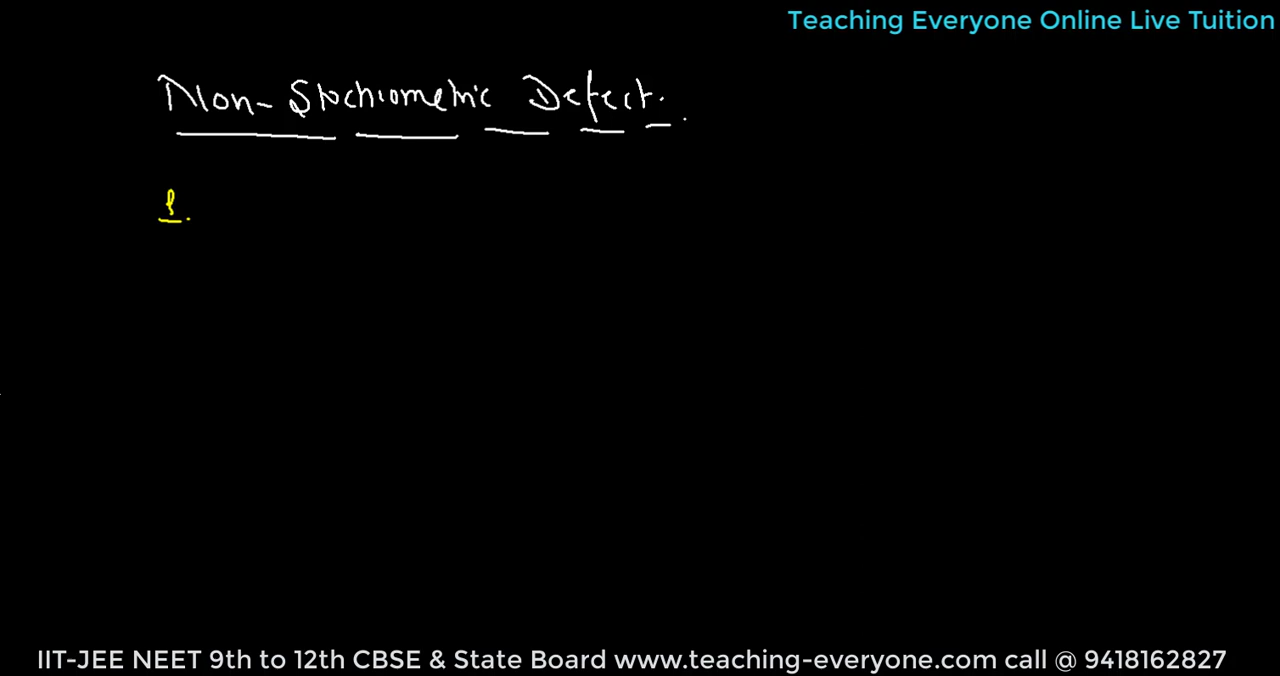 Teaching Everyone Online Live Tuition
Non-Stochiometric Defect.
1.
IIT-JEE NEET 9th to 12th CBSE & State Board www.teaching-everyone.com call @ 9418162827